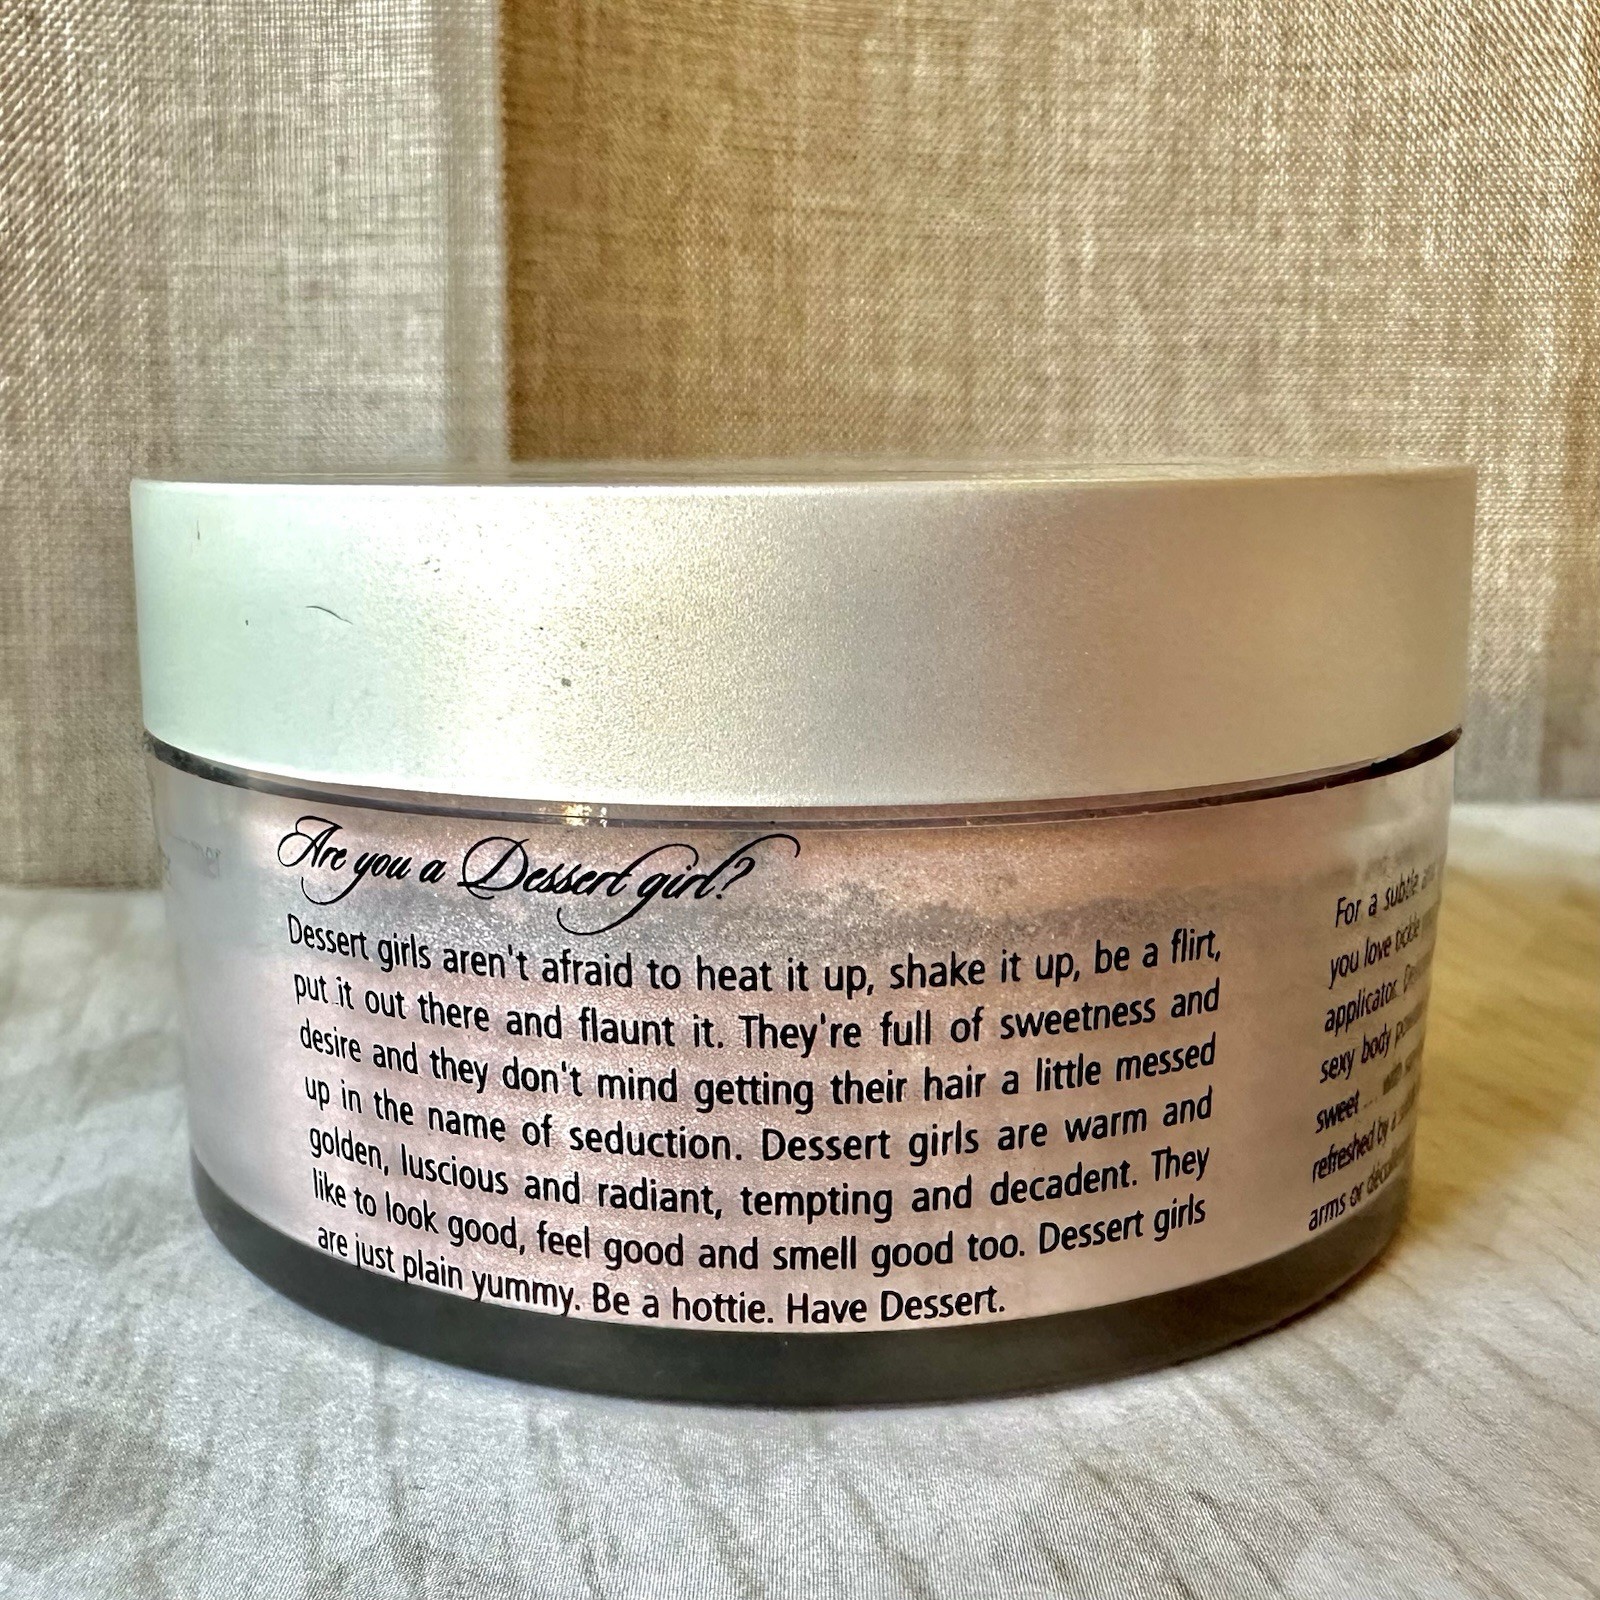 Are you a Dessert girl?
Dessert girls aren't afraid to heat it up, shake it up, be a flirt,
put it out there and flaunt it. They're full of sweetness and
desire and they don't mind getting their hair a little messed
up in the name of seduction. Dessert girls are warm and
golden, luscious and radiant, tempting and decadent. They
like to look good, feel good and smell good too. Dessert girls
are just plain yummy. Be a hottie. Have Dessert.
For a subtle
you love tickle
applicator.
sexy body
sweet... with
refreshed by a
arms or